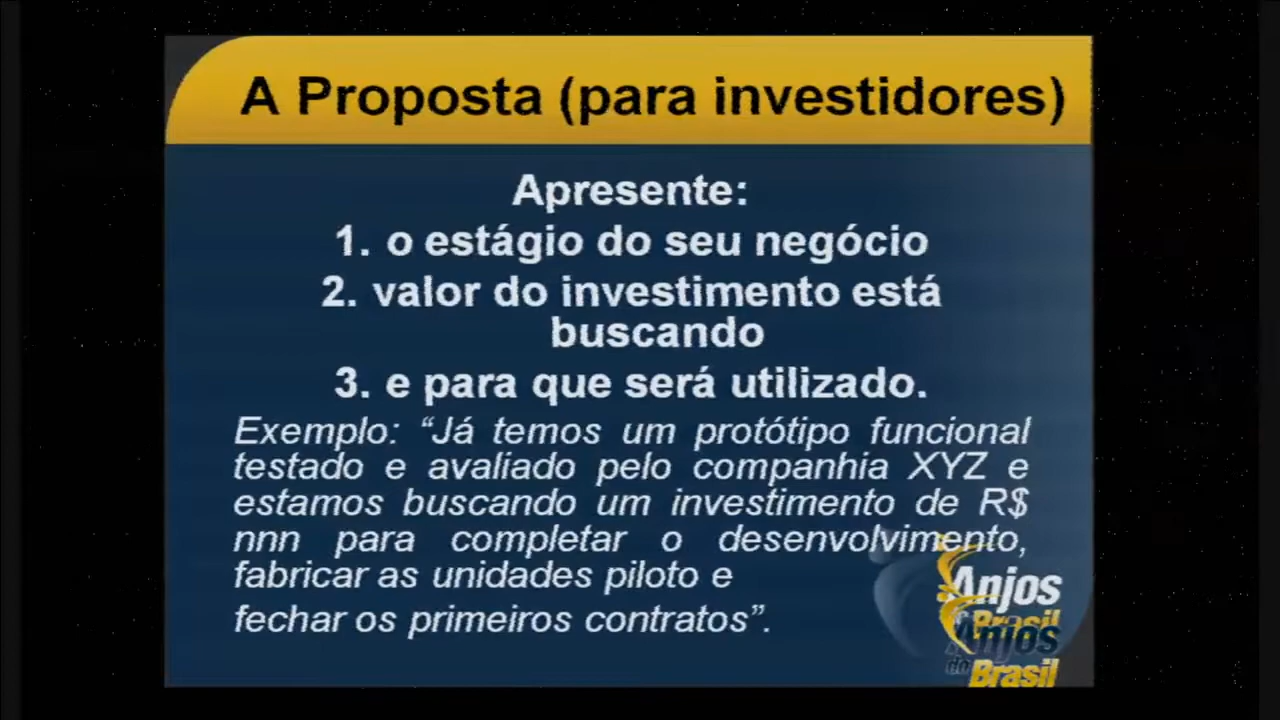 A Proposta (para investidores)
Apresente:
1. o estágio do seu negócio
2. valor do investimento está
buscando
3. e para que será utilizado.
Exemplo: “Já temos um protótipo funcional
testado e avaliado pelo companhia XYZ e
estamos buscando um investimento de R$
nnn para completar o desenvolvimento,
fabricar as unidades piloto e
fechar os primeiros contratos”.
Anjos
Brasil
Anjos
do
Brasil